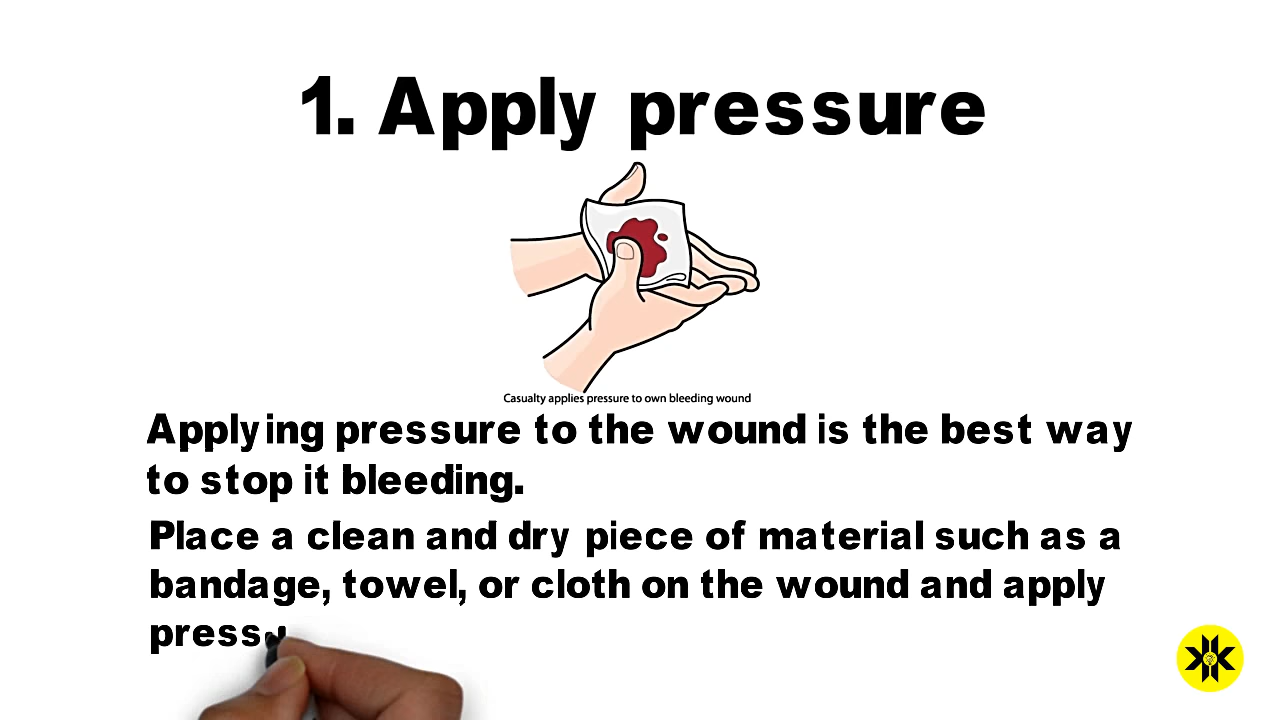 1. Apply pressure
Casualty applies pressure to own bleeding wound
Applying pressure to the wound is the best way
to stop it bleeding.
Place a clean and dry piece of material such as a
bandage, towel, or cloth on the wound and apply